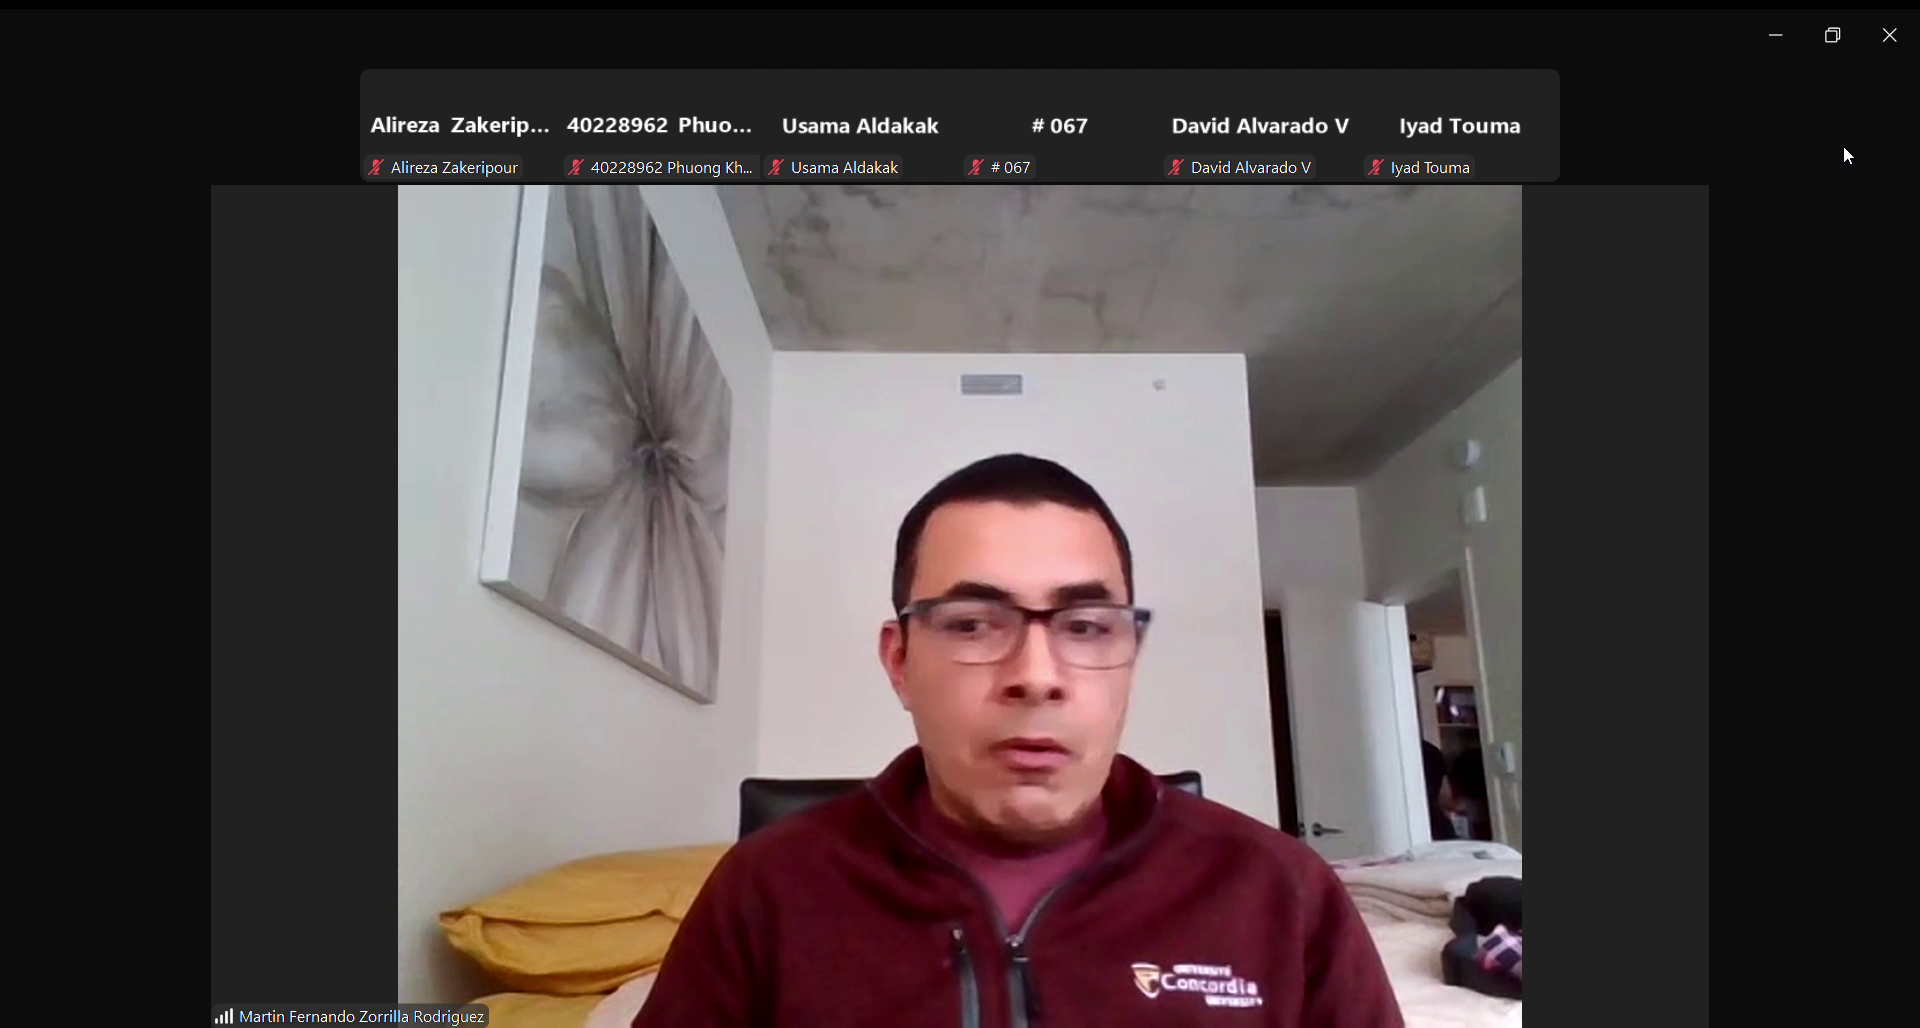 Alireza Zakerip...
40228962 Phuo...
Usama Aldakak
# 067
David Alvarado V
Iyad Touma
Alireza Zakeripour
40228962 Phuong Kh...
Usama Aldakak
# 067
David Alvarado V
Iyad Touma
UNIVERSITÉ
Concordia
UNIVERSITY
Martin Fernando Zorrilla Rodriguez